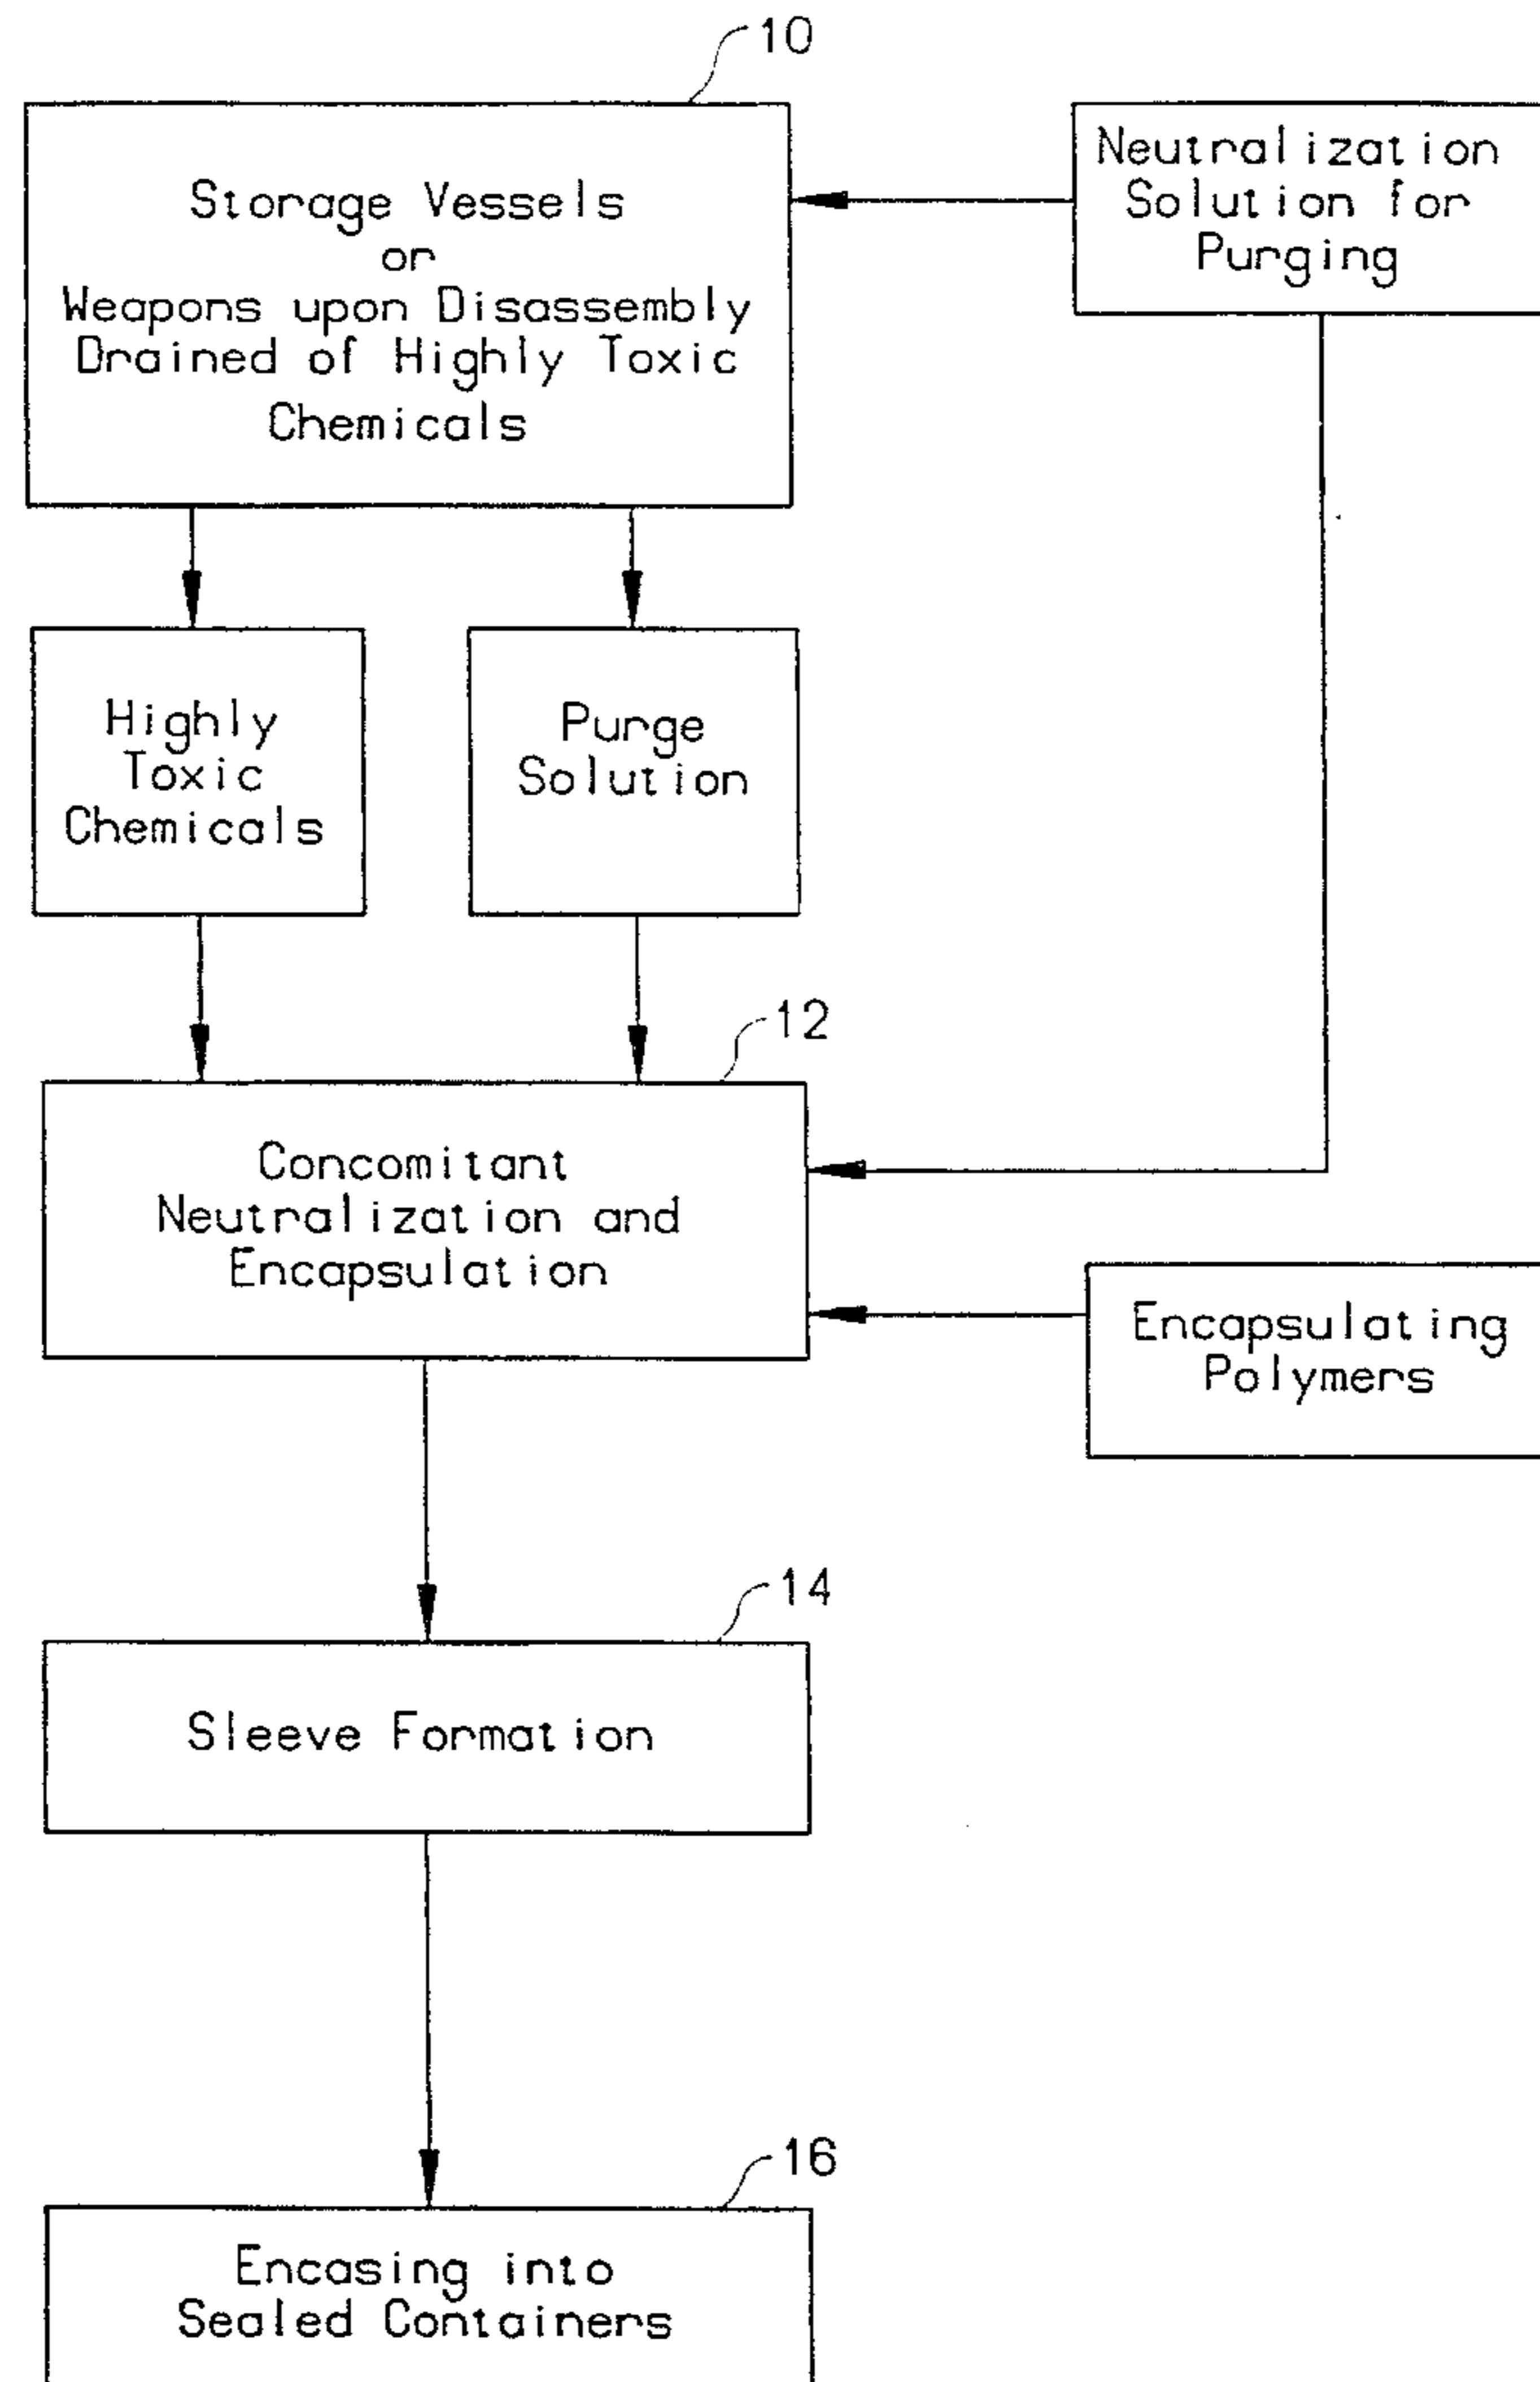 10
Storage Vessels
or
Weapons upon Disassembly
Drained of Highly Toxic
Chemicals
Neutralization
Solution for
Purging
Highly
Toxic
Chemicals
Purge
Solution
12
Concomitant
Neutralization and
Encapsulation
Encapsulating
Polymers
14
Sleeve Formation
16
Encasing into
Sealed Containers